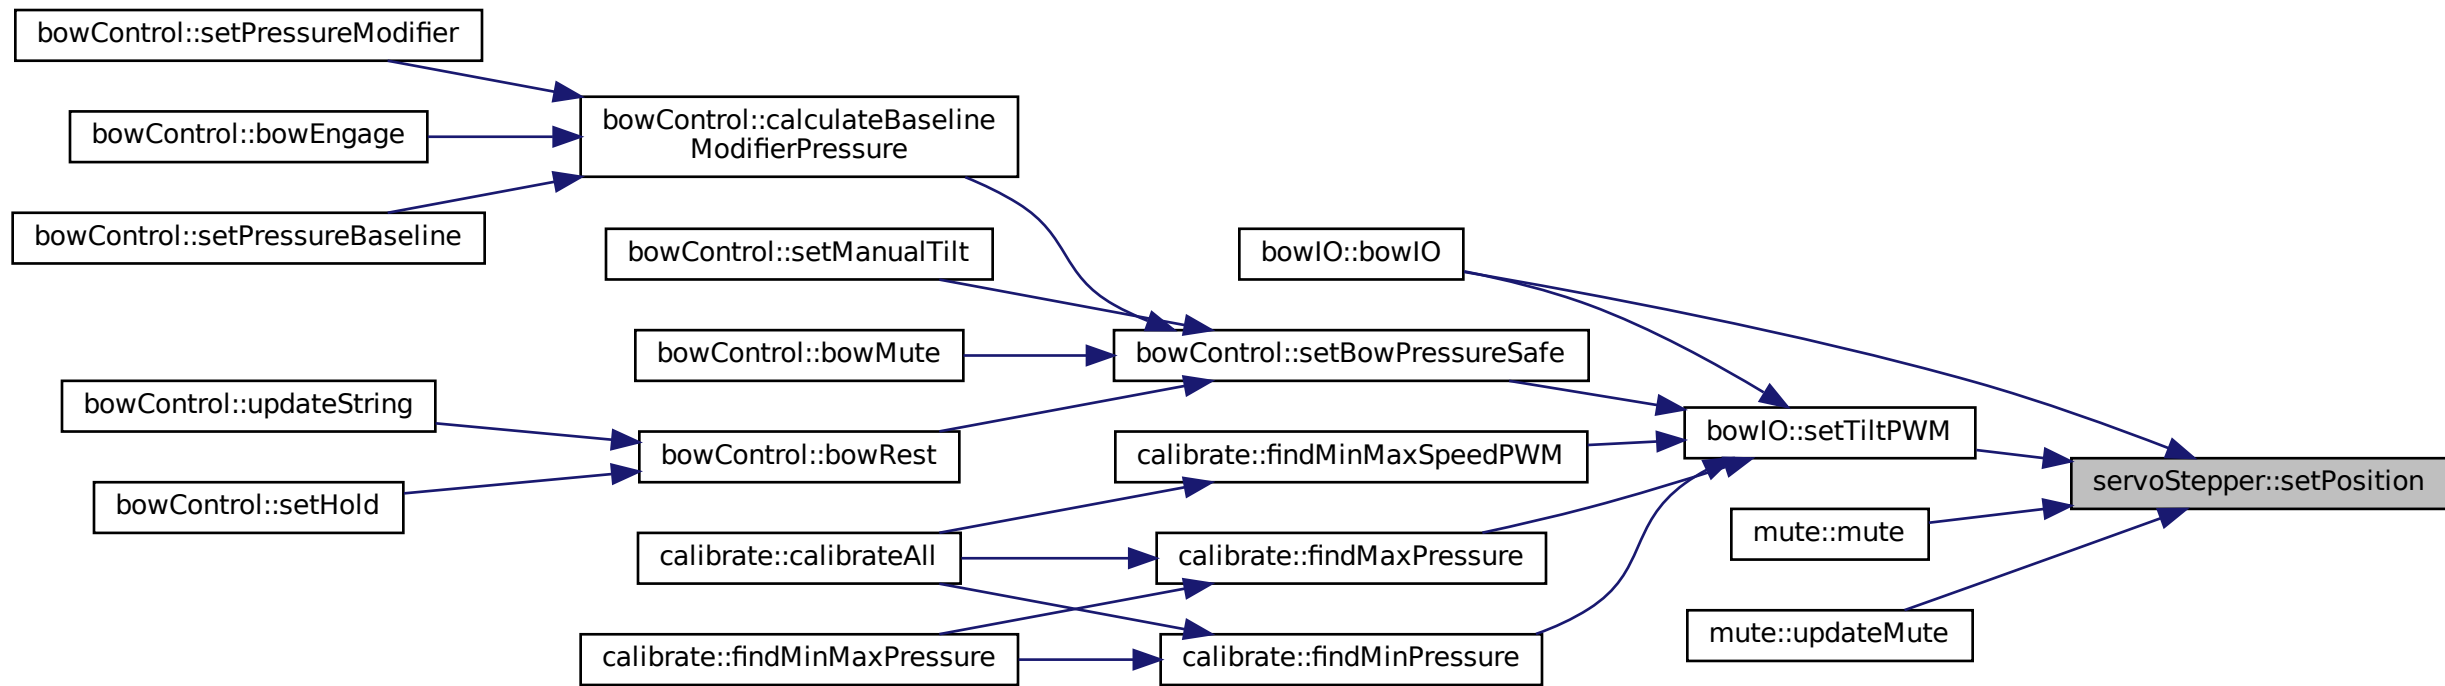 bowControl::setPressureModifier
bowControl::calculateBaseline
ModifierPressure
bowControl::bowEngage
bowControl::setPressureBaseline
bowControl::setManualTilt
bowIO::bowIO
bowControl::bowMute
bowControl::setBowPressureSafe
bowControl::updateString
bowIO::setTiltPWM
bowControl::bowRest
calibrate::findMinMaxSpeedPWM
servoStepper::setPosition
bowControl::setHold
mute::mute
calibrate::calibrateAll
calibrate::findMaxPressure
mute::updateMute
calibrate::findMinMaxPressure
calibrate::findMinPressure